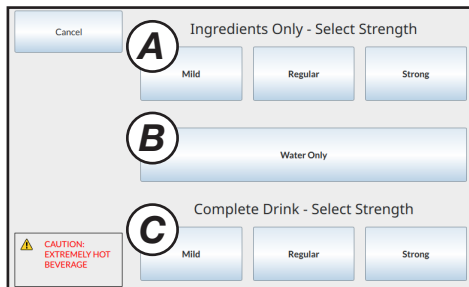 Cancel
Ingredients Only - Select Strength
A
Mild Regular Strong
B
Water Only
Complete Drink - Select Strength
C
Mild Regular Strong
CAUTION:
EXTREMELY HOT
BEVERAGE